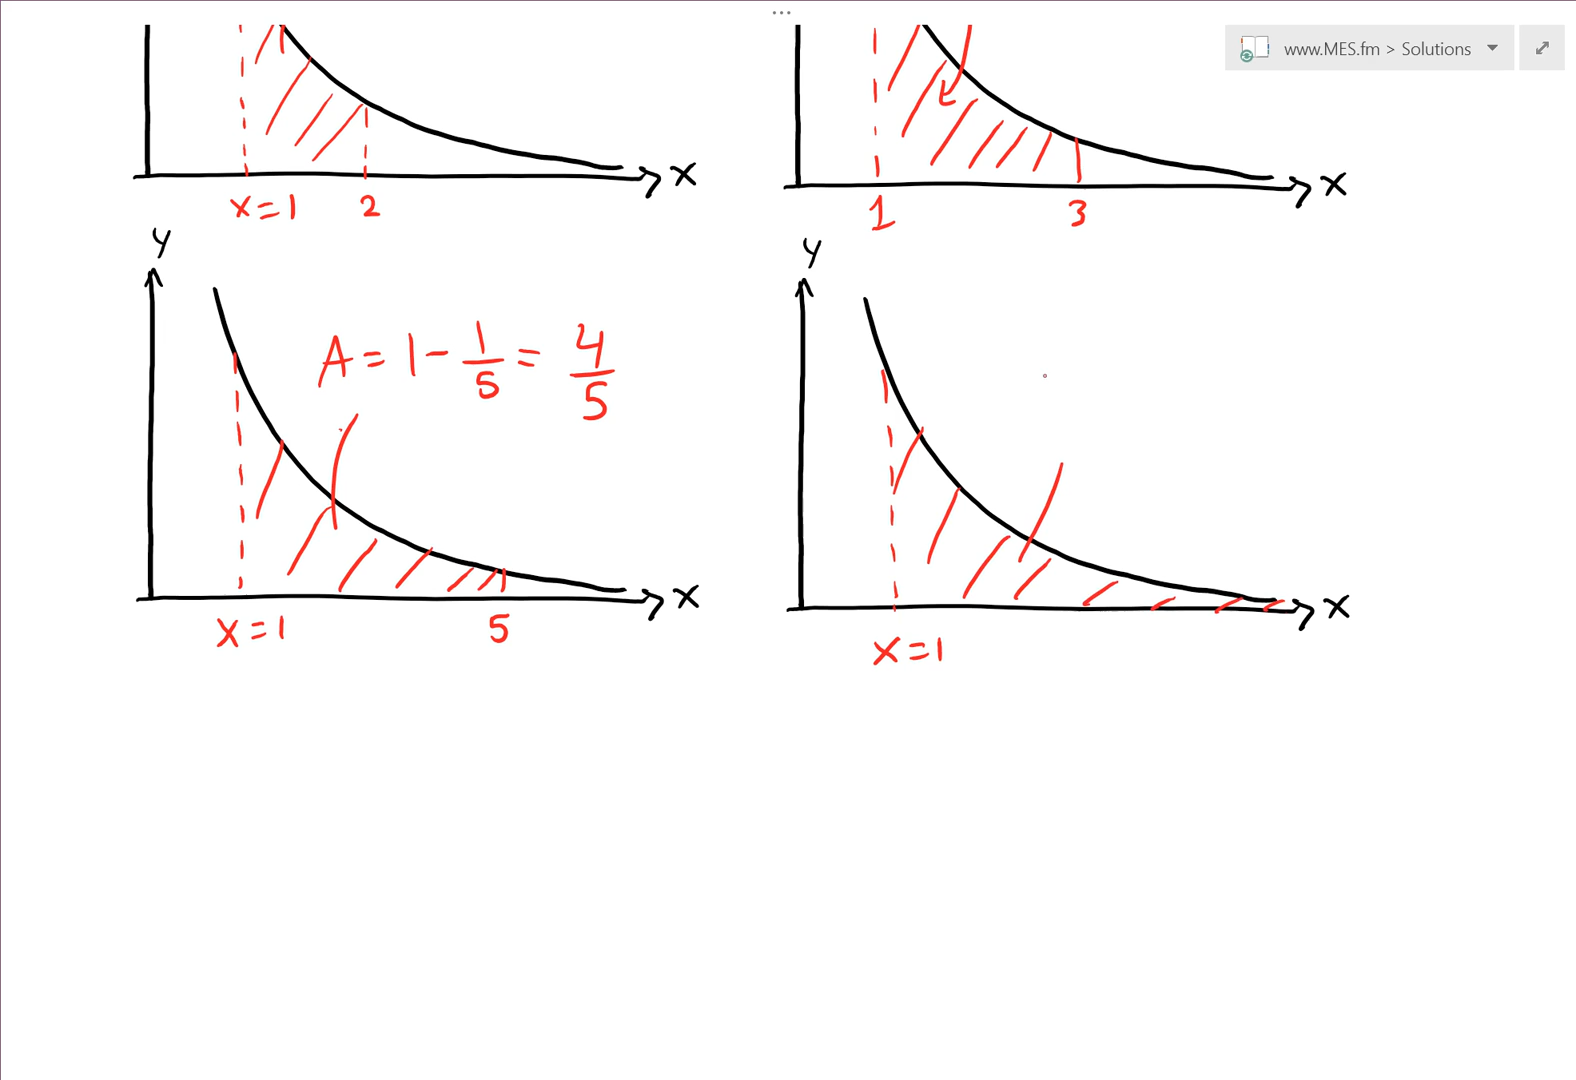 www.MES.fm > Solutions
x
x
x = 1
2
1
3
y
y
A = 1 - 1/5 = 4/5
x
x
x = 1
5
x = 1